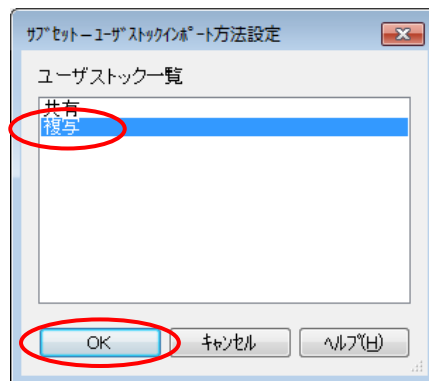 ｻﾌﾞｾｯﾄ－ﾕｰｻﾞｽﾄｯｸｲﾝﾎﾟｰﾄ方法設定
ユーザストック一覧
共有
複写
OK
ｷｬﾝｾﾙ
ﾍﾙﾌﾟ(H)